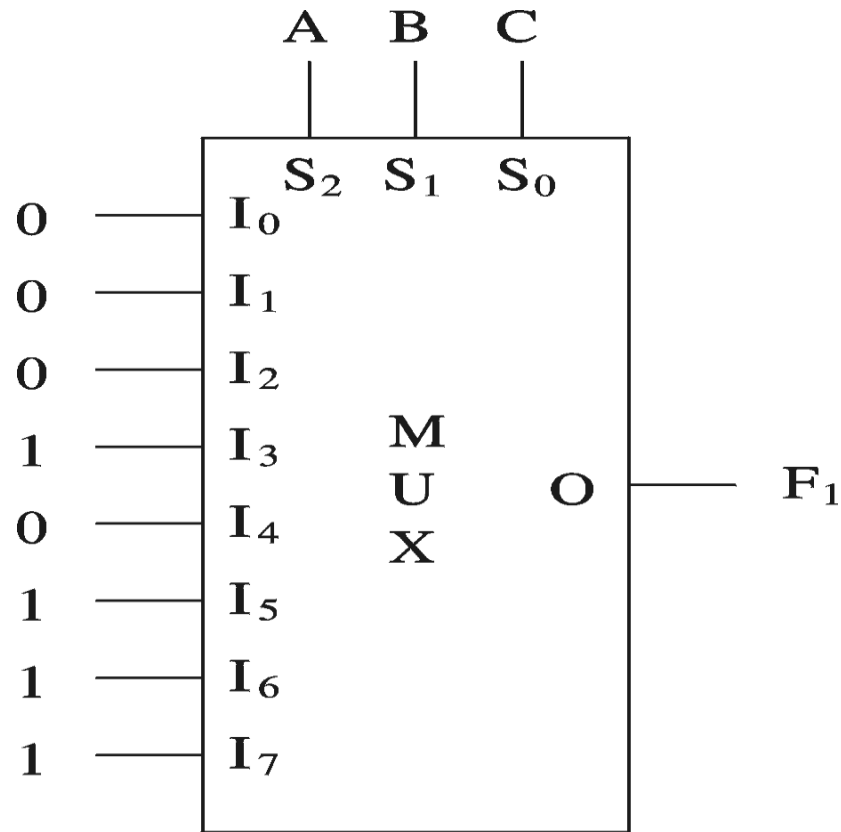 A B C
S₂ S₁ S₀
0 I₀
0 I₁
0 I₂
1 I₃
0 I₄
1 I₅
1 I₆
1 I₇
M
U
X
O F₁